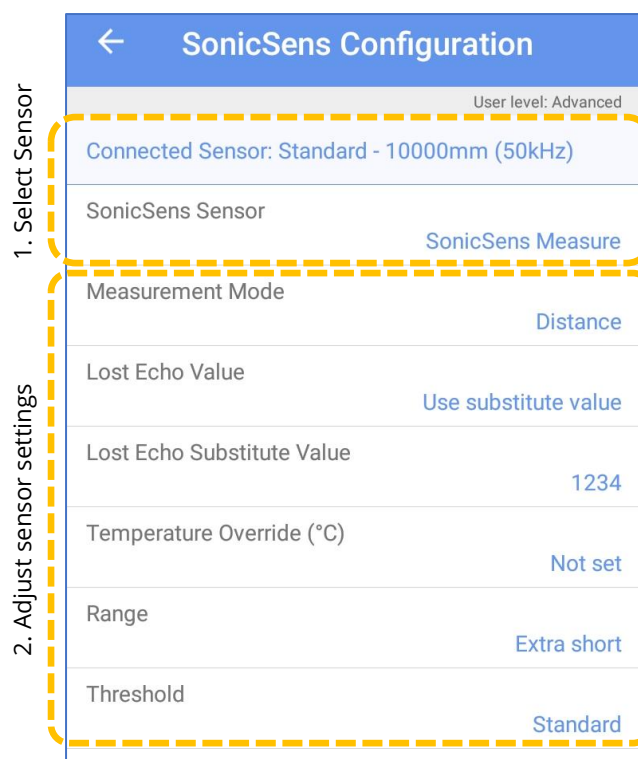 SonicSens Configuration
User level: Advanced
1. Select Sensor
Connected Sensor: Standard - 10000mm (50kHz)
SonicSens Sensor
SonicSens Measure
2. Adjust sensor settings
Measurement Mode
Distance
Lost Echo Value
Use substitute value
Lost Echo Substitute Value
1234
Temperature Override (°C)
Not set
Range
Extra short
Threshold
Standard